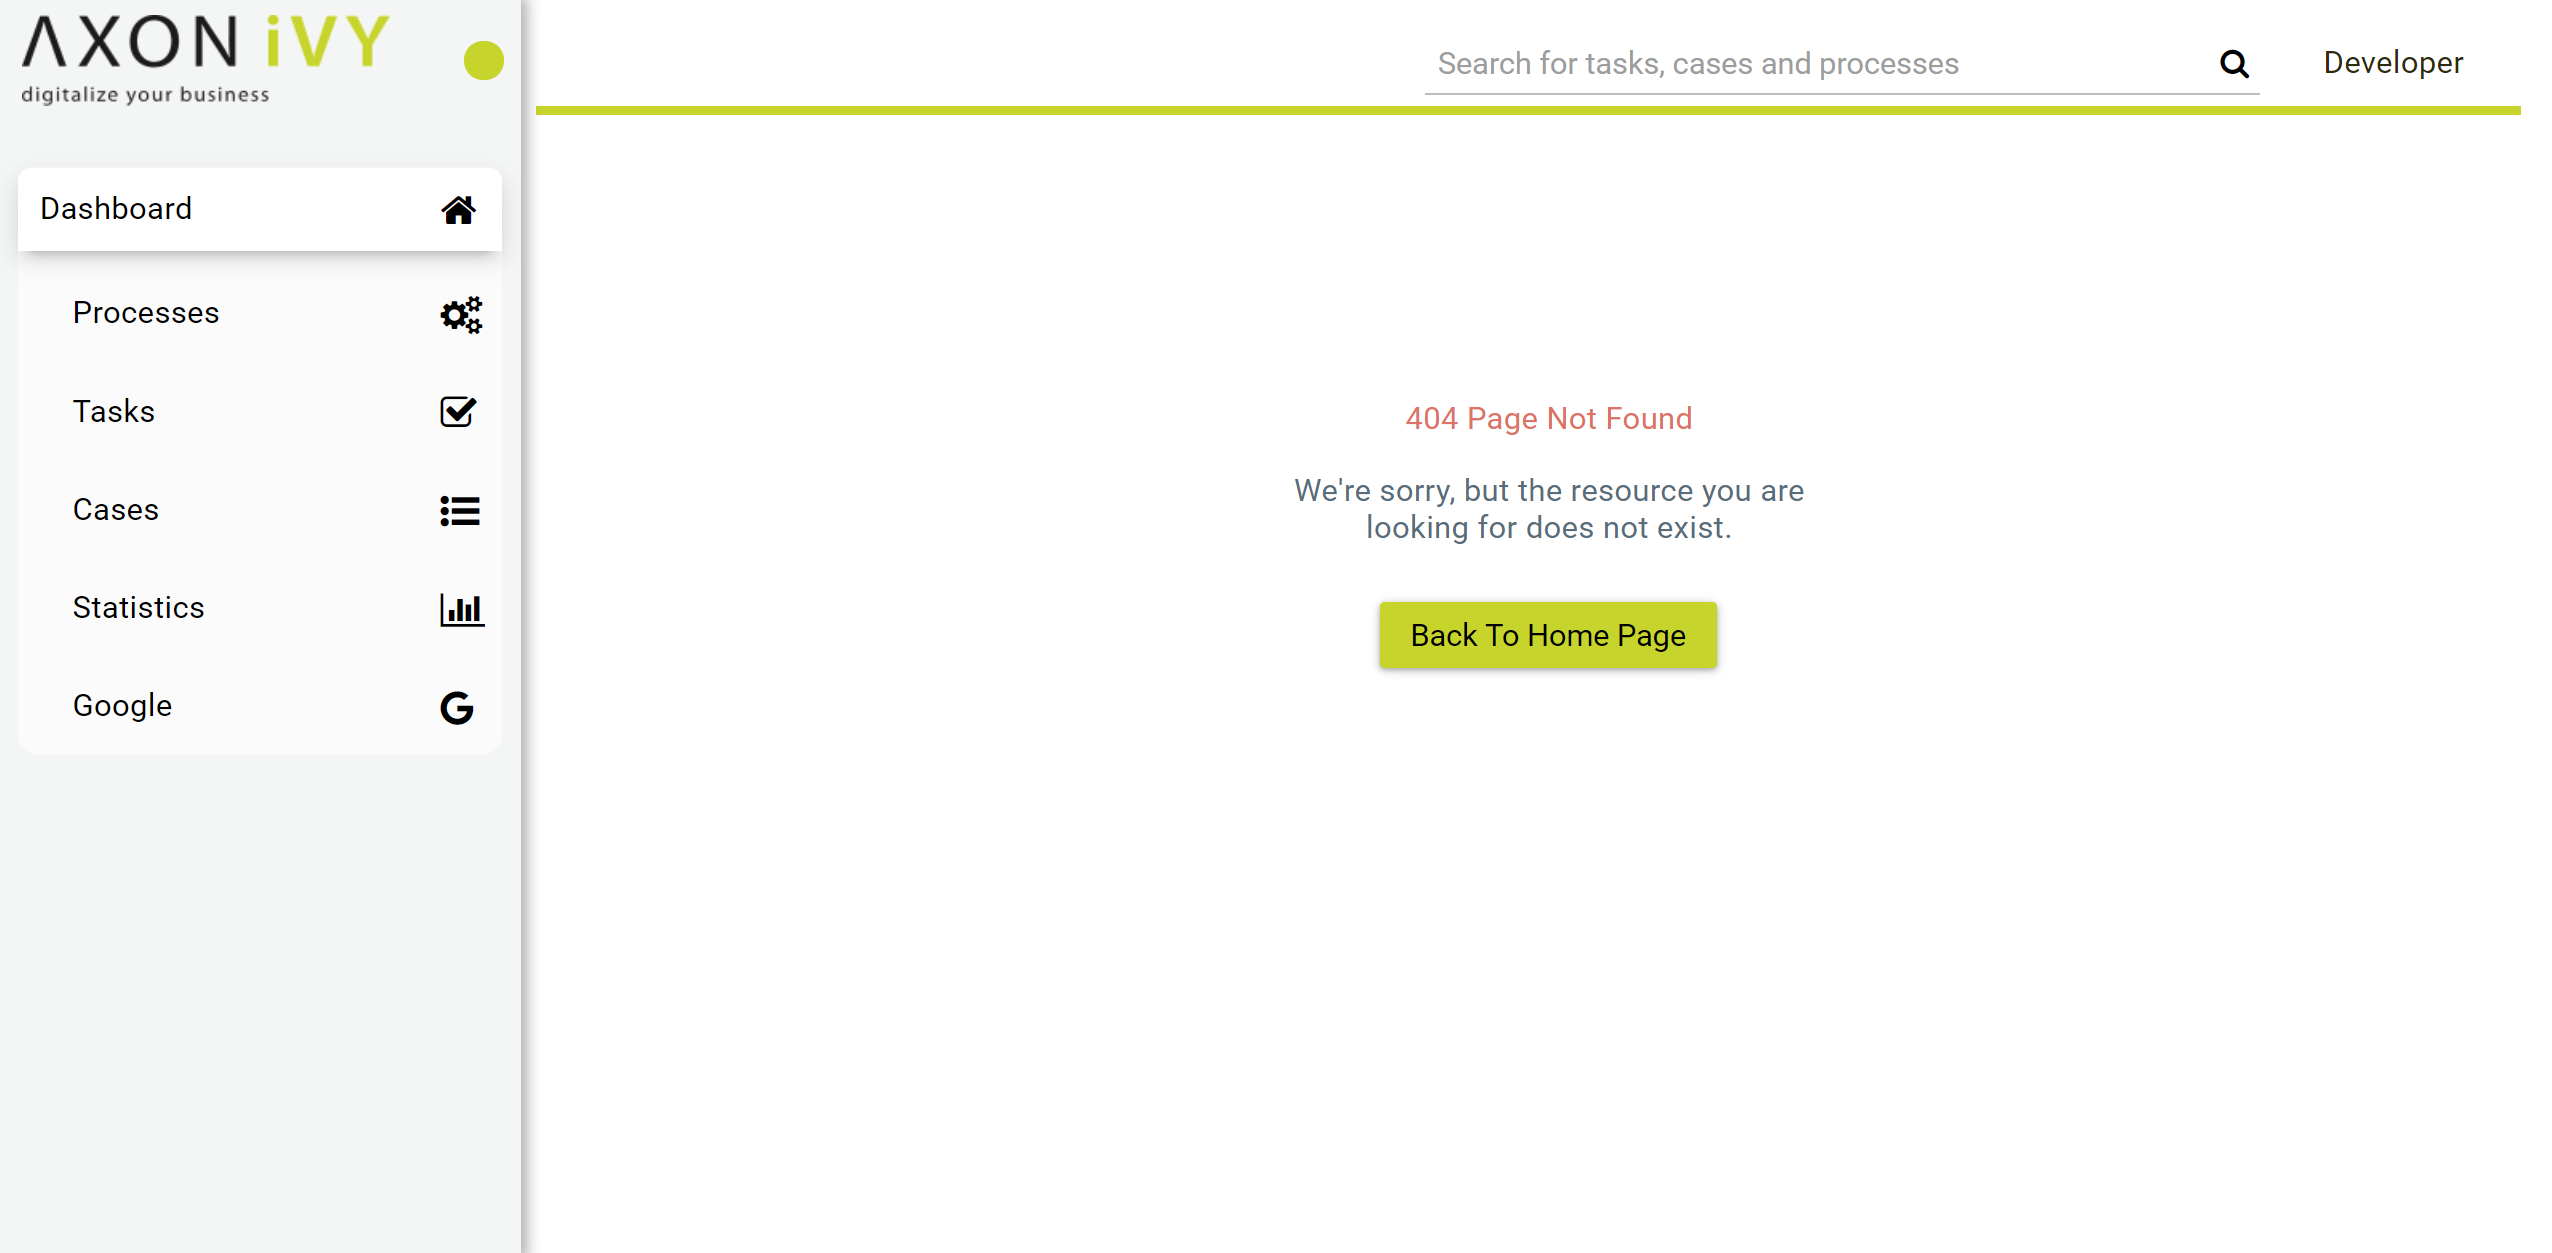 AXON iVY
digitalize your business
Search for tasks, cases and processes
Developer
Dashboard
Processes
Tasks
Cases
Statistics
Google
404 Page Not Found
We're sorry, but the resource you are
looking for does not exist.
Back To Home Page